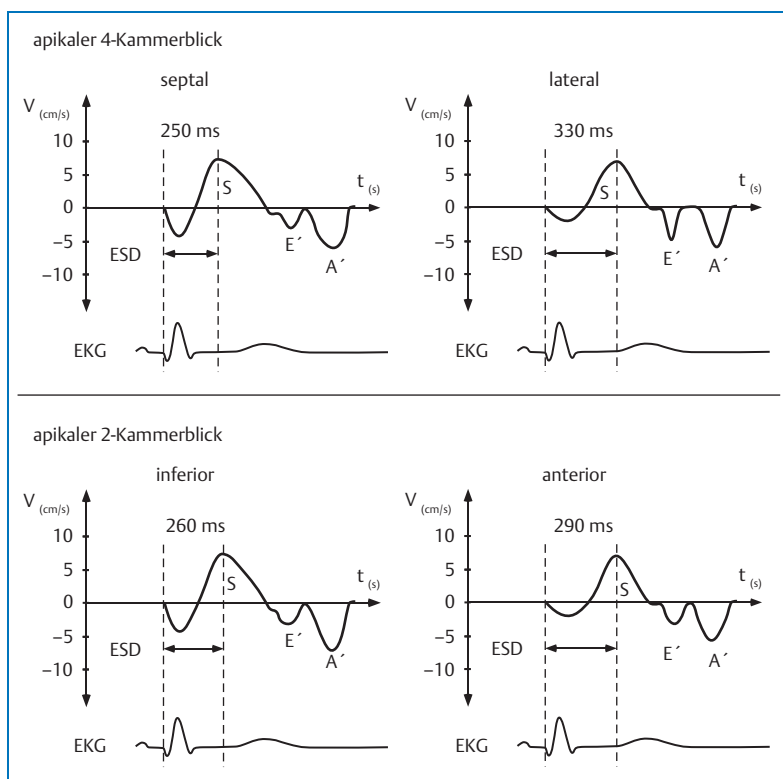 apikaler 4-Kammerblick
septal
V (cm/s)
250 ms
10
5
0
−5
−10
t (s)
S
E´
A´
ESD
EKG
lateral
V (cm/s)
330 ms
10
5
0
−5
−10
t (s)
S
E´
A´
ESD
EKG
apikaler 2-Kammerblick
inferior
V (cm/s)
260 ms
10
5
0
−5
−10
t (s)
S
E´
A´
ESD
EKG
anterior
V (cm/s)
290 ms
10
5
0
−5
−10
t (s)
S
E´
A´
ESD
EKG